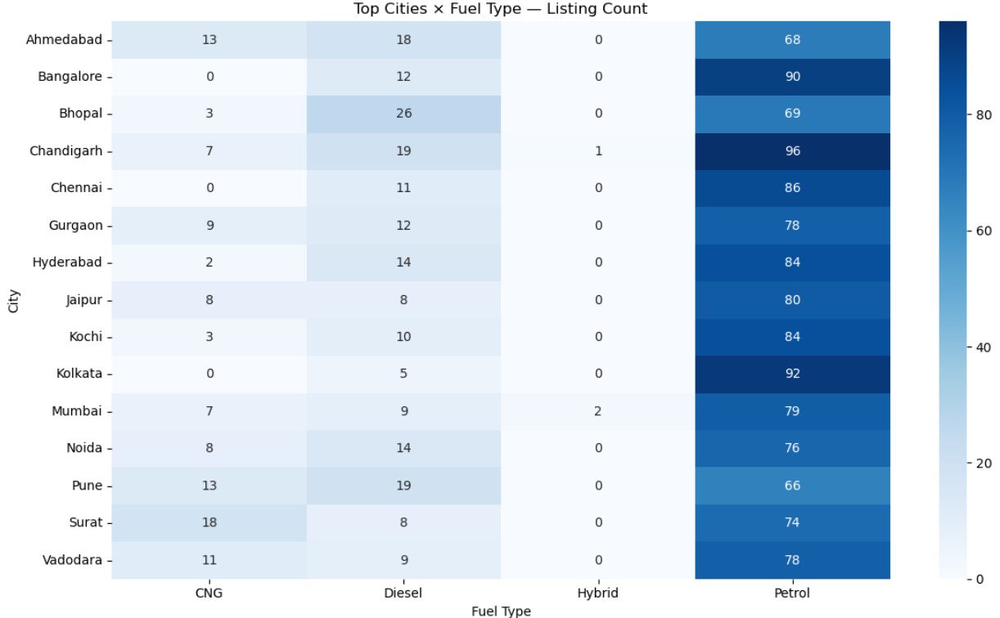 Top Cities × Fuel Type — Listing Count
Ahmedabad 13 18 0 68
Bangalore 0 12 0 90
Bhopal 3 26 0 69
Chandigarh 7 19 1 96
Chennai 0 11 0 86
Gurgaon 9 12 0 78
Hyderabad 2 14 0 84
Jaipur 8 8 0 80
Kochi 3 10 0 84
Kolkata 0 5 0 92
Mumbai 7 9 2 79
Noida 8 14 0 76
Pune 13 19 0 66
Surat 18 8 0 74
Vadodara 11 9 0 78
CNG Diesel Hybrid Petrol
Fuel Type
City
80
60
40
20
0